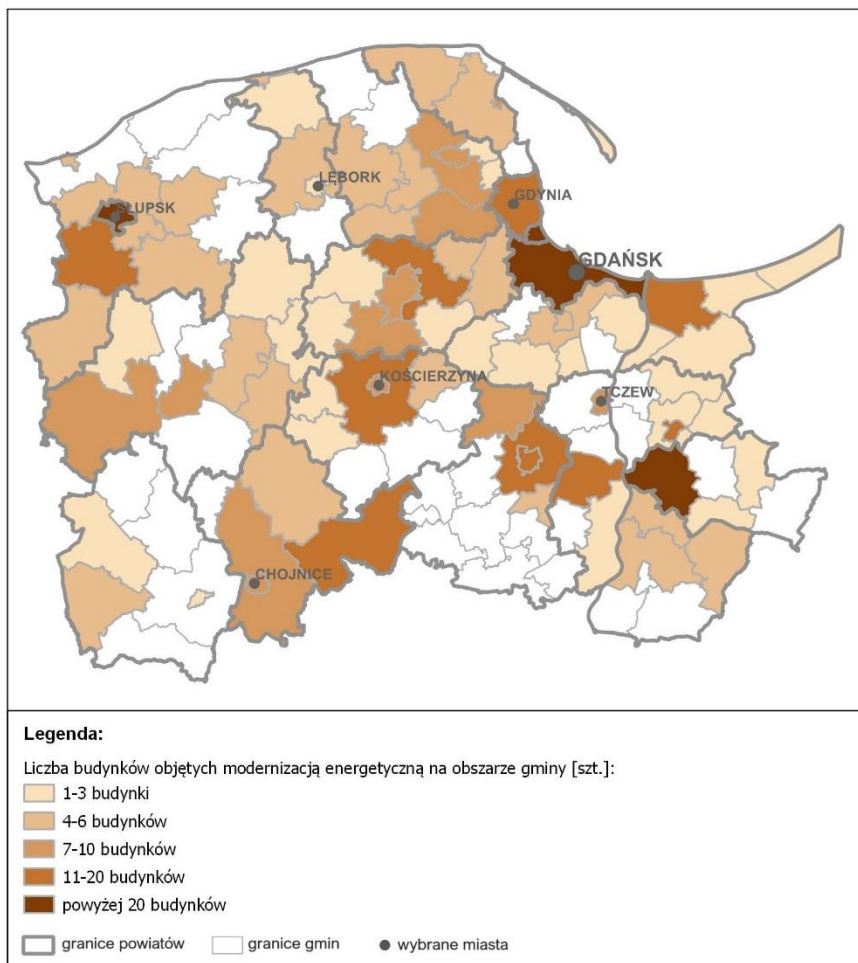 LĘBORK
GDYNIA
SŁUPSK
GDAŃSK
KOŚCIERZYNA
TCZEW
CHOJNICE
Legenda:
Liczba budynków objętych modernizacją energetyczną na obszarze gminy [szt.]:
1-3 budynki
4-6 budynków
7-10 budynków
11-20 budynków
powyżej 20 budynków
granice powiatów granice gmin wybrane miasta